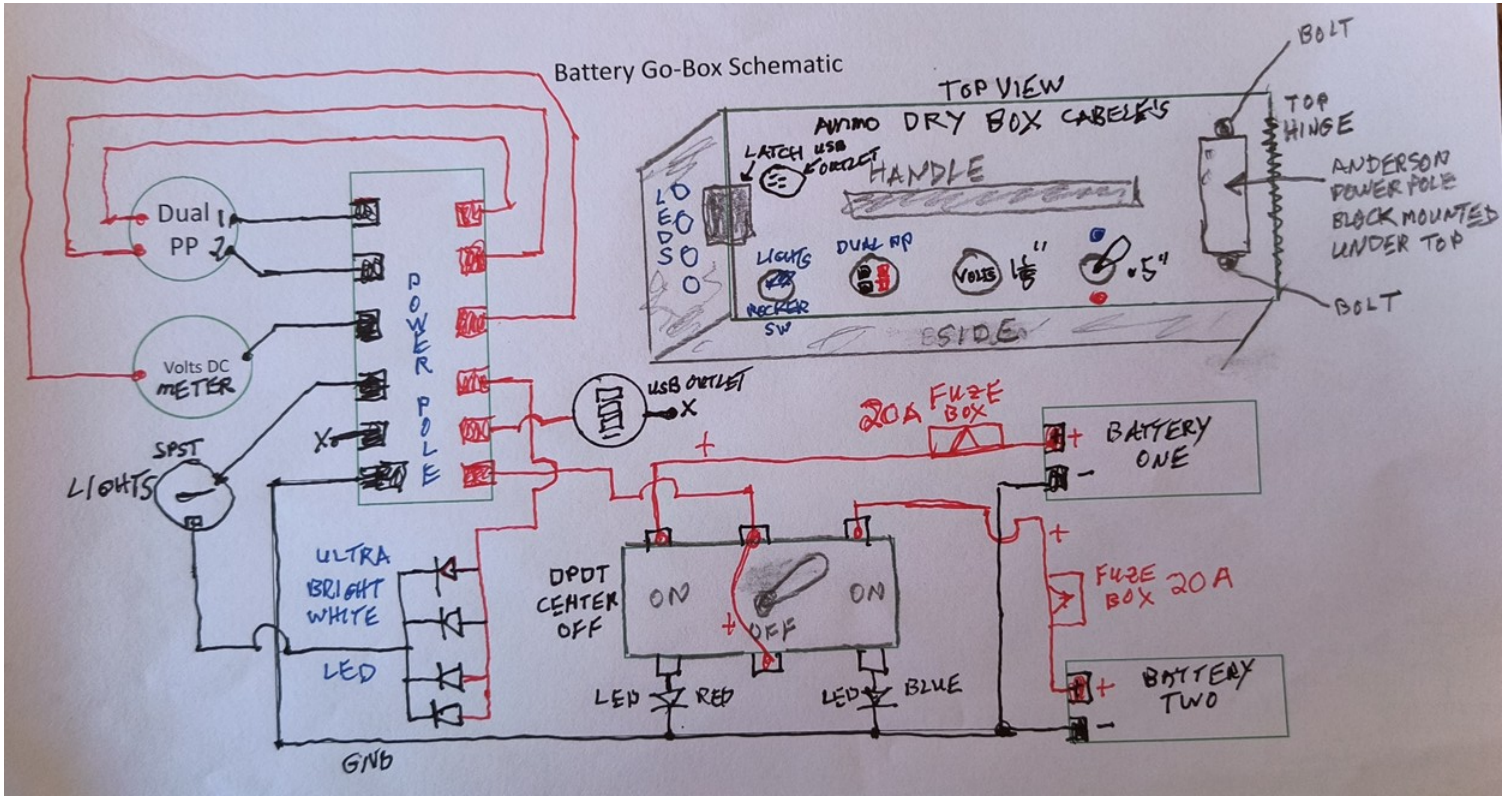 Battery Go-Box Schematic
BOLT
TOP VIEW
AMMO DRY BOX CABELE'S
TOP
HINGE
LATCH USB
OUTLET
HANDLE
ANDERSON
POWER POLE
BLOCK MOUNTED
UNDER TOP
LEDS
LIGHTS
DUAL PP
VOLTS
.5"
ROCKER
SW
SIDE
BOLT
Dual 1
PP 2
POWER POLE
Volts DC
METER
X
USB OUTLET
X
SPST
LIGHTS
20A FUZE
BOX
+
+
-
BATTERY
ONE
ULTRA
BRIGHT
WHITE
LED
DPDT
CENTER
OFF
ON
ON
+
OFF
+
FUZE
BOX 20A
LED RED
LED BLUE
+
-
BATTERY
TWO
GND